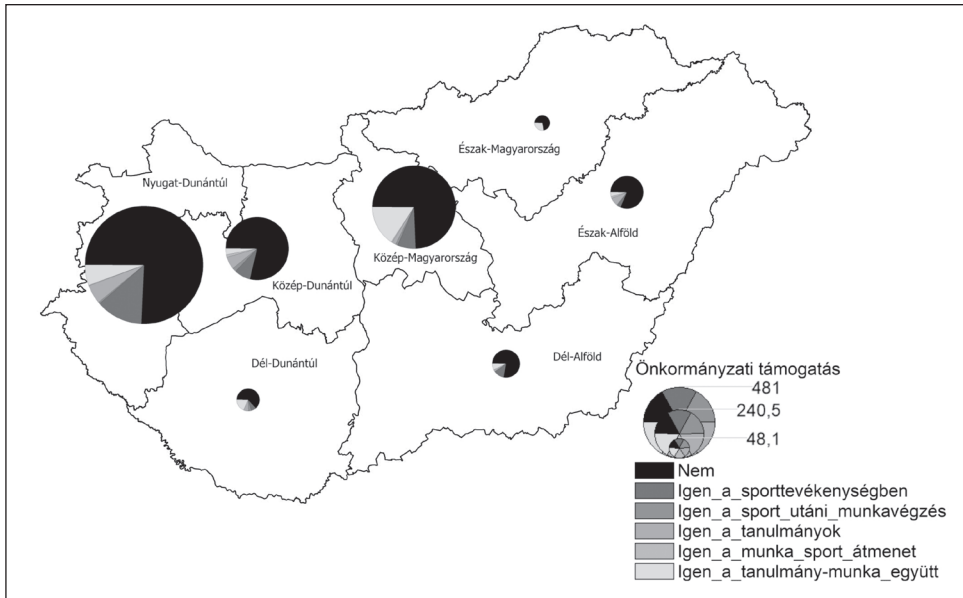 Észak-Magyarország
Nyugat-Dunántúl
Észak-Alföld
Közép-Magyarország
Közép-Dunántúl
Dél-Dunántúl
Dél-Alföld
Önkormányzati támogatás
481
240,5
48,1
Nem
Igen_a_sporttevékenységben
Igen_a_sport_utáni_munkavégzés
Igen_a_tanulmányok
Igen_a_munka_sport_átmenet
Igen_a_tanulmány-munka_együtt